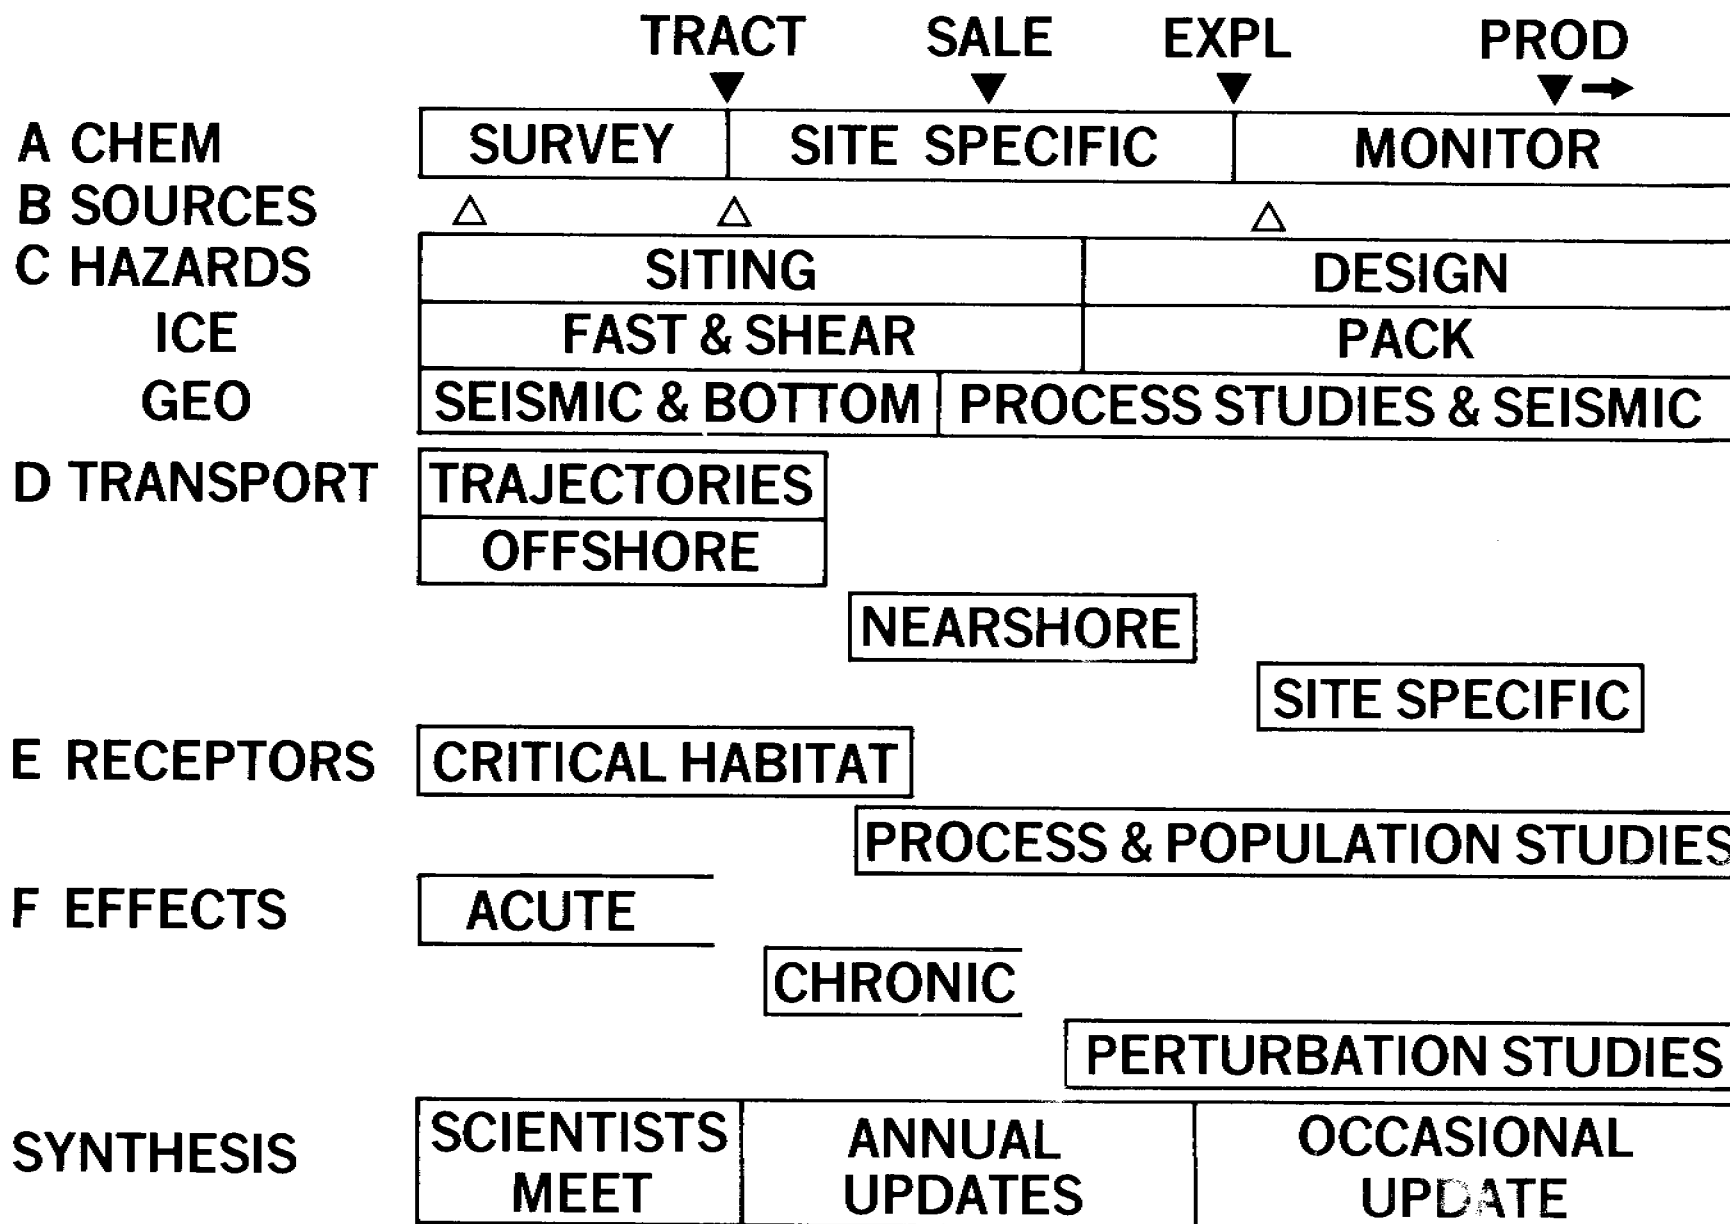 TRACT SALE EXPL PROD
A CHEM SURVEY SITE SPECIFIC MONITOR
B SOURCES
C HAZARDS SITING DESIGN
ICE FAST & SHEAR PACK
GEO SEISMIC & BOTTOM PROCESS STUDIES & SEISMIC
D TRANSPORT TRAJECTORIES
OFFSHORE
NEARSHORE
SITE SPECIFIC
E RECEPTORS CRITICAL HABITAT
PROCESS & POPULATION STUDIES
F EFFECTS ACUTE
CHRONIC
PERTURBATION STUDIES
SYNTHESIS SCIENTISTS MEET ANNUAL UPDATES OCCASIONAL UPDATE